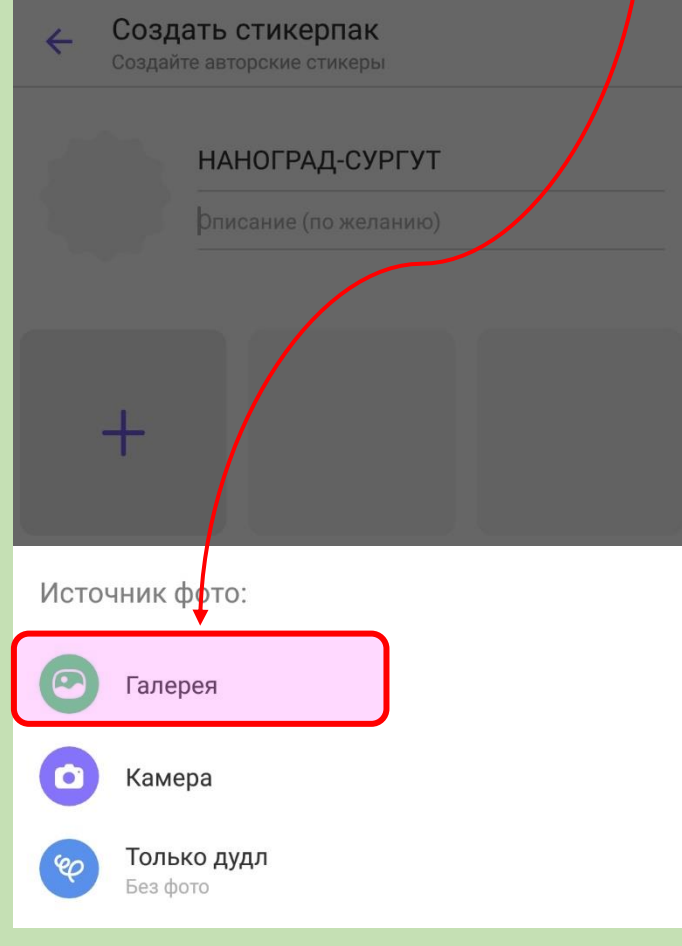 Создать стикерпак
Создайте авторские стикеры
НАНОГРАД-СУРГУТ
Описание (по желанию)
Источник фото:
Галерея
Камера
Только дудл
Без фото